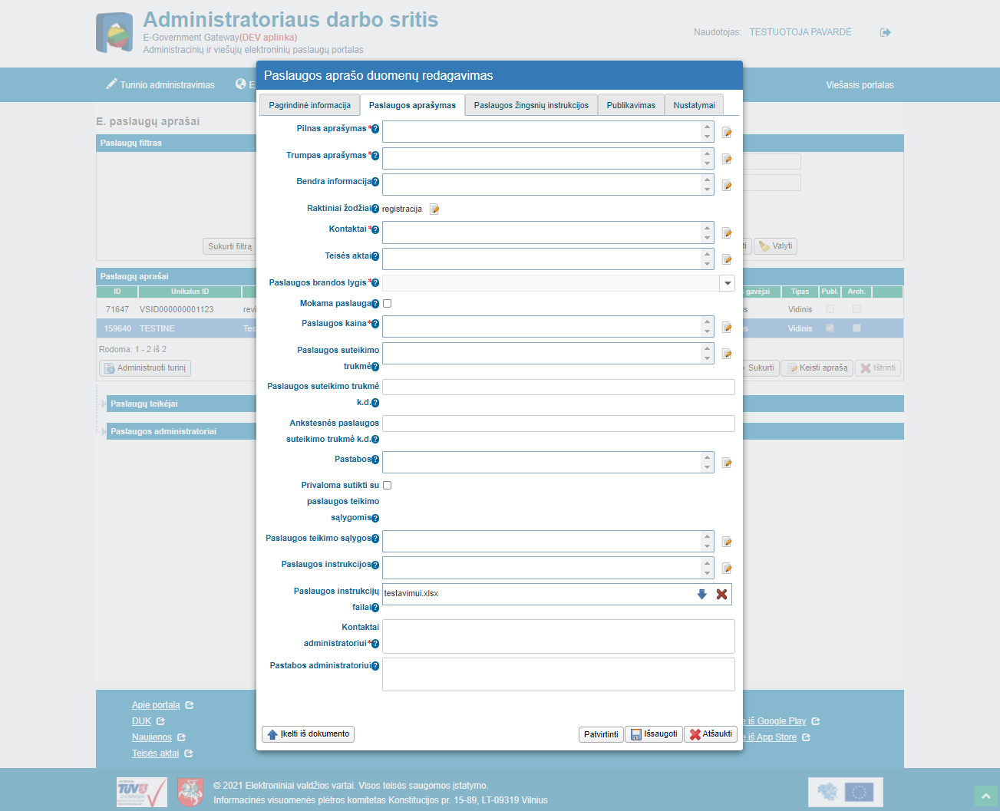 Administratoriaus darbo sritis
E-Government Gateway(DEV aplinka)
Administracinių ir viešųjų elektroninių paslaugų portalas
Naudotojas: TESTUOTOJA PAVARDĖ
Turinio administravimas
E
Viešasis portalas
E. paslaugų aprašai
Paslaugų filtras
Sukurti filtrą
ti
Valyti
Paslaugų aprašai
ID Unikalus ID gavėjai Tipas Publ. Arch.
71647 VSID000000001123 revi s Vidinis
159640 TESTINE Tes s Vidinis
Rodoma: 1 - 2 iš 2
Administruoti turinį
Sukurti
Keisti aprašą
Ištrinti
Paslaugų teikėjai
Paslaugos administratoriai
Paslaugos aprašo duomenų redagavimas
Pagrindinė informacija
Paslaugos aprašymas
Paslaugos žingsnių instrukcijos
Publikavimas
Nustatymai
Pilnas aprašymas*
Trumpas aprašymas*
Bendra informacija
Raktiniai žodžiai registracija
Kontaktai*
Teisės aktai
Paslaugos brandos lygis*
Mokama paslauga
Paslaugos kaina*
Paslaugos suteikimo
trukmė
Paslaugos suteikimo trukmė
k.d.
Ankstesnės paslaugos
suteikimo trukmė k.d.
Pastabos
Privaloma sutikti su
paslaugos teikimo
sąlygomis
Paslaugos teikimo sąlygos
Paslaugos instrukcijos
Paslaugos instrukcijų testavimui.xlsx
failai
Kontaktai
administratoriui*
Pastabos administratoriui
Įkelti iš dokumento
Patvirtinti
Išsaugoti
Atšaukti
Apie portalą
DUK
Naujienos
Teisės aktai
e iš Google Play
e iš App Store
TÜV
THÜRINGEN
© 2021 Elektroniniai valdžios vartai. Visos teisės saugomos įstatymo.
Informacinės visuomenės plėtros komitetas Konstitucijos pr. 15-89, LT-09319 Vilnius